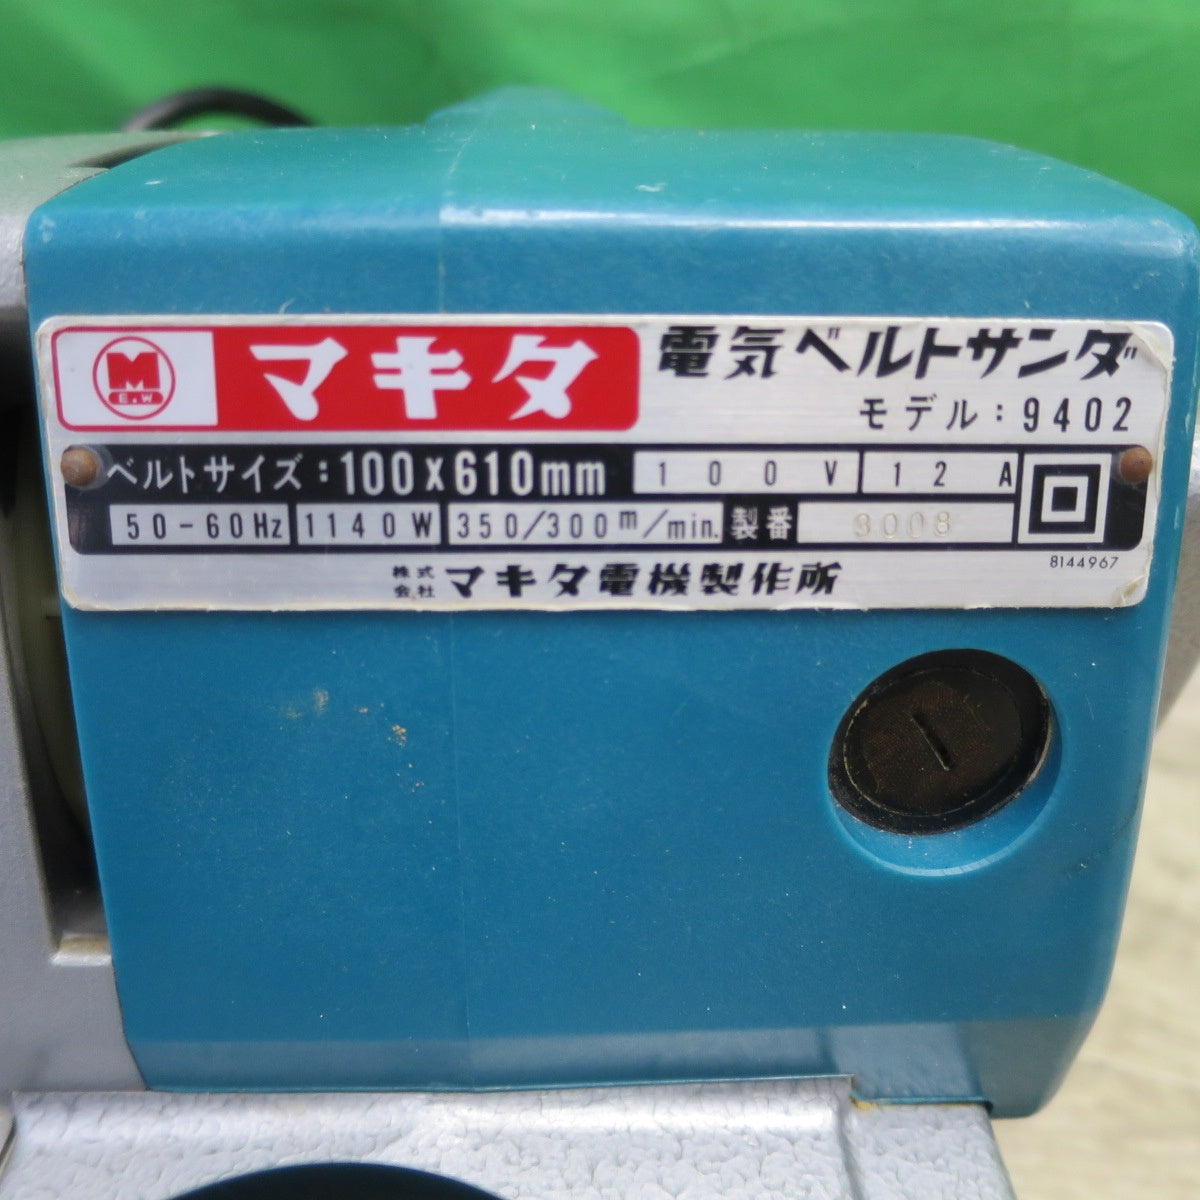 M
E.W
マキタ
電気ベルトサンダ
モデル:9402
ベルトサイズ:100x610mm
100V
12A
50-60Hz
1140W
350/300m/min.
製番
8144967
株式会社 マキタ電機製作所